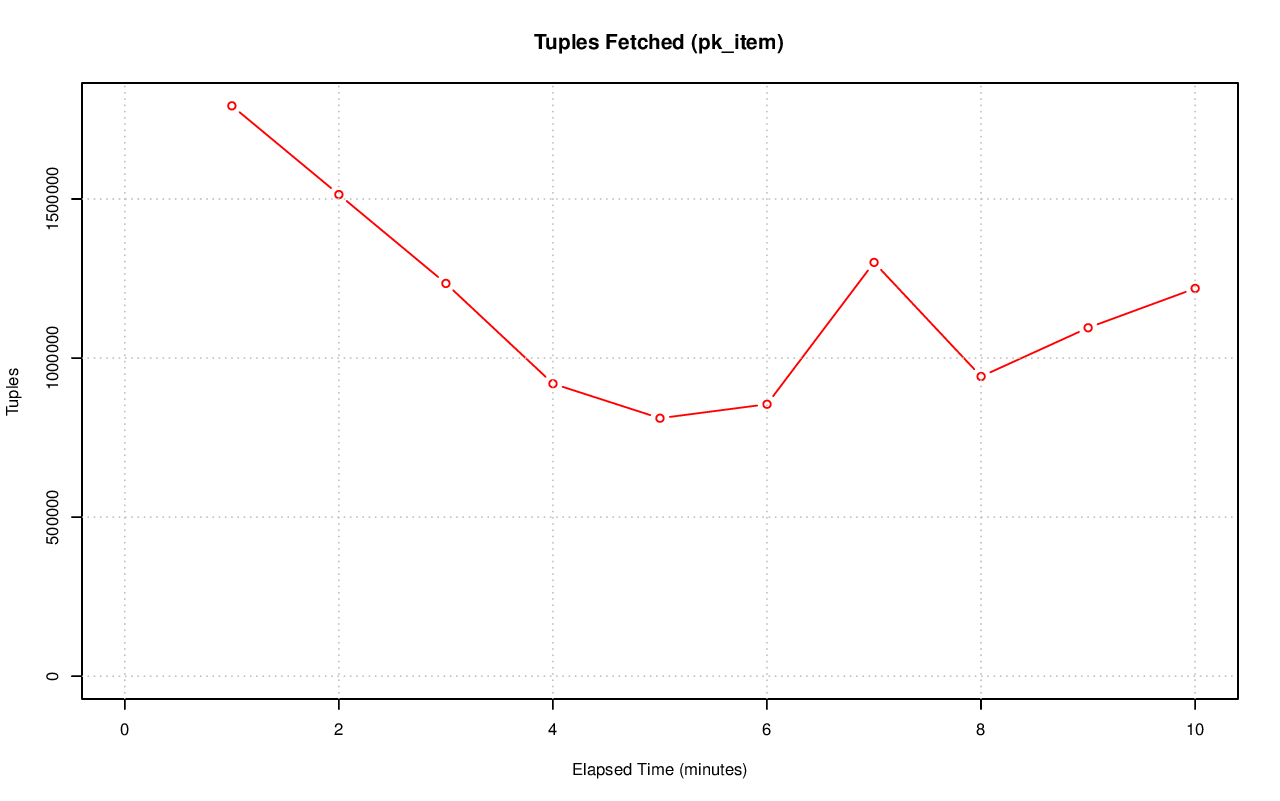 Tuples Fetched (pk_item)
Tuples
1500000
1000000
500000
0
0 2 4 6 8 10
Elapsed Time (minutes)